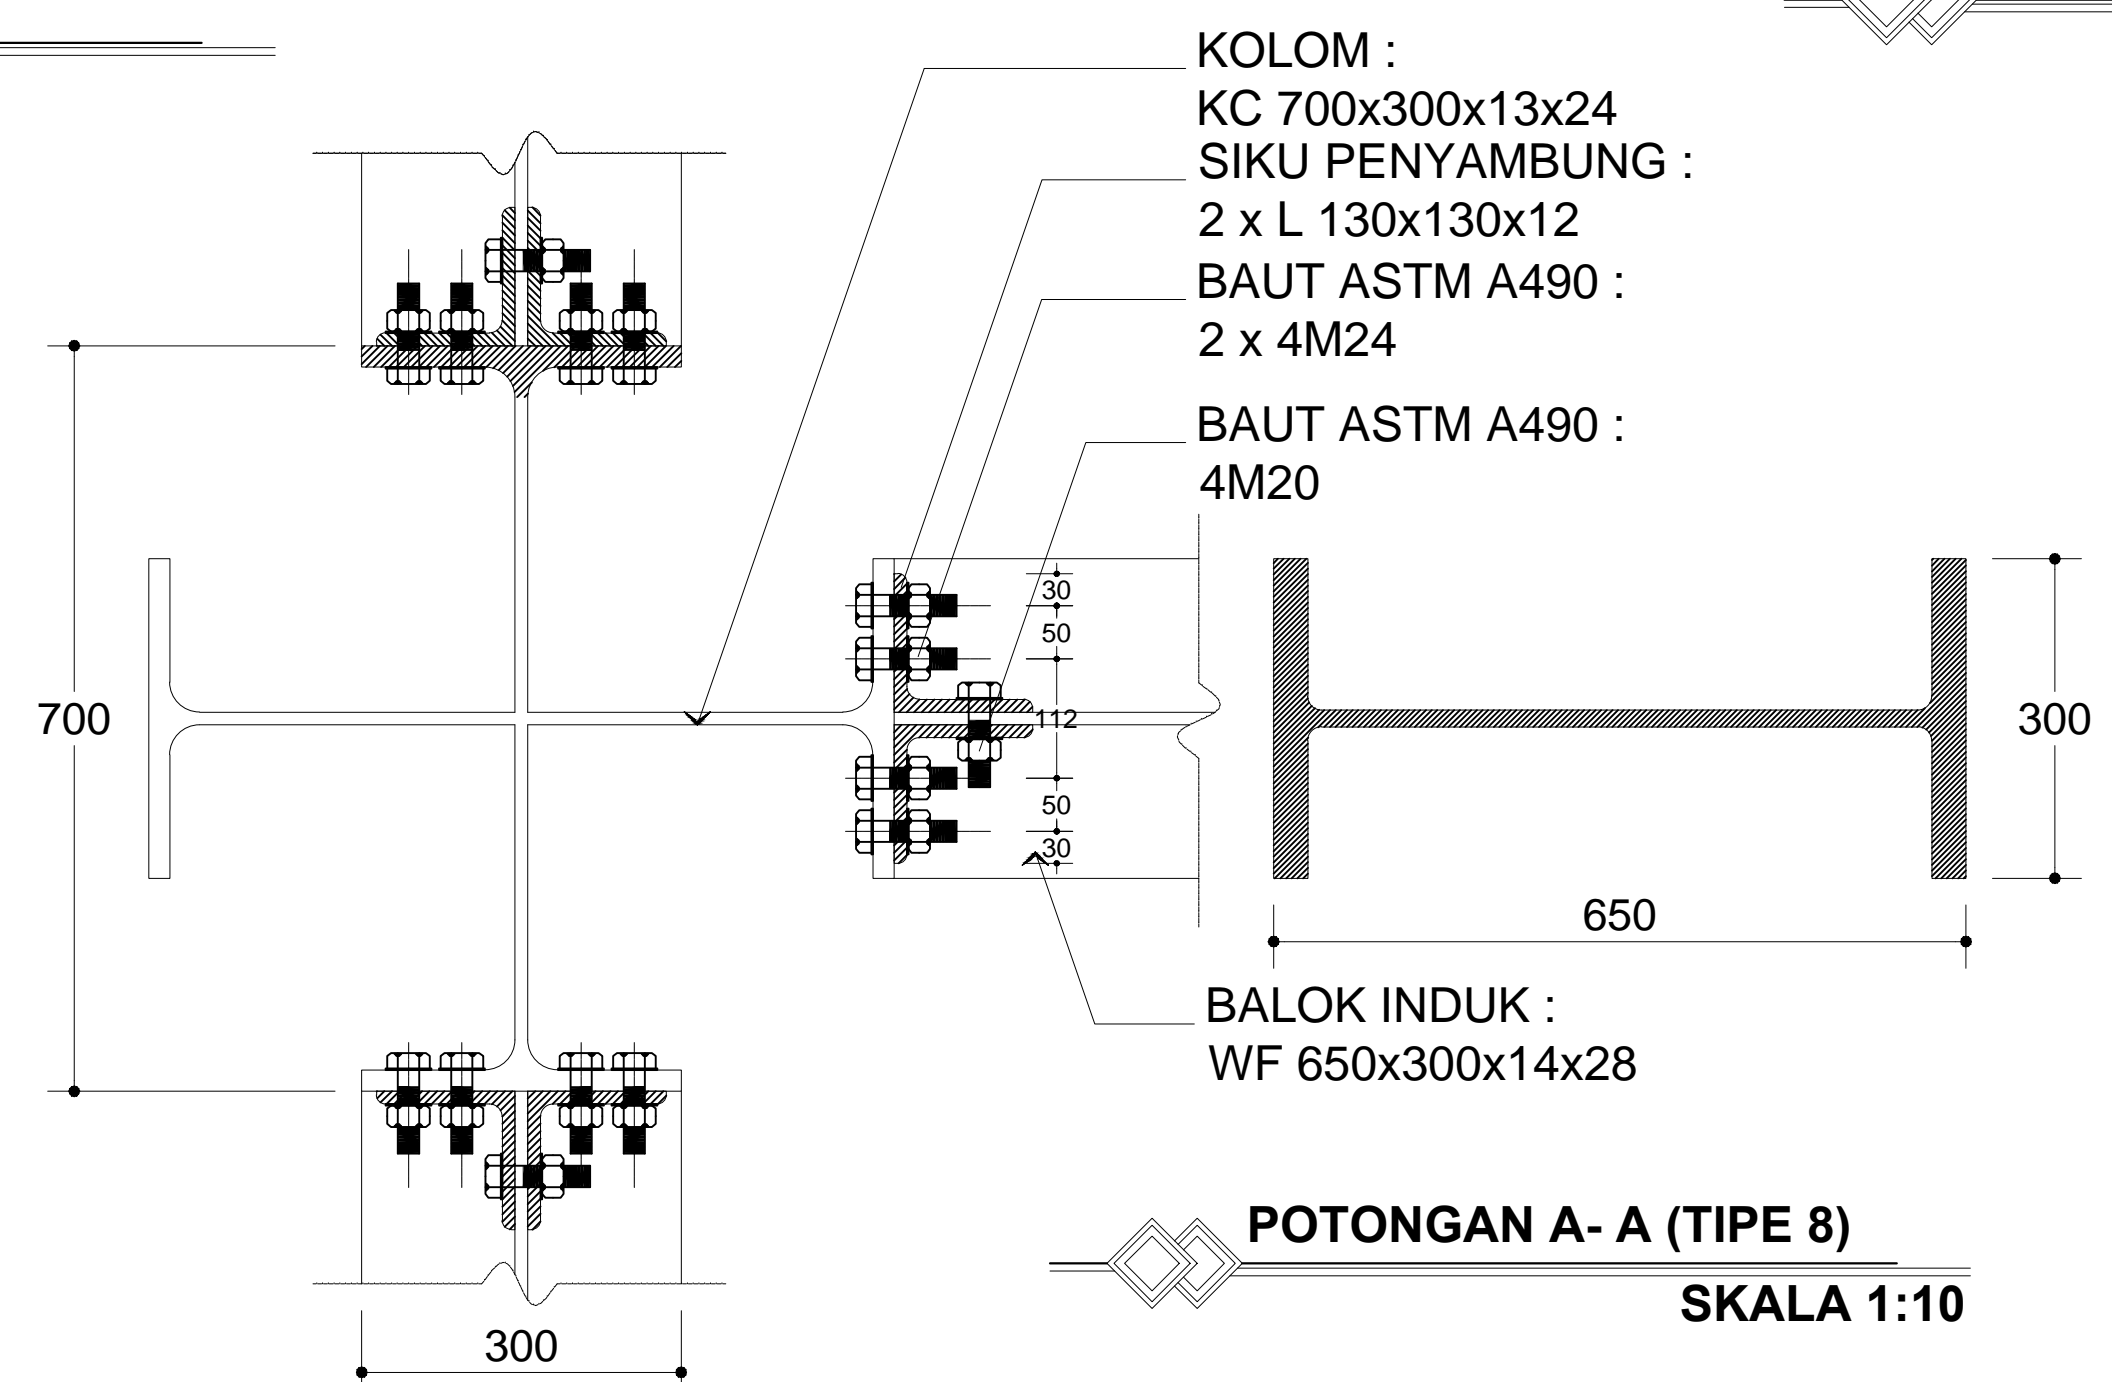 KOLOM :
KC 700x300x13x24
SIKU PENYAMBUNG :
2 x L 130x130x12
BAUT ASTM A490 :
2 x 4M24
BAUT ASTM A490 :
4M20
30
50
112
50
30
700
300
650
BALOK INDUK :
WF 650x300x14x28
POTONGAN A- A (TIPE 8)
SKALA 1:10
300